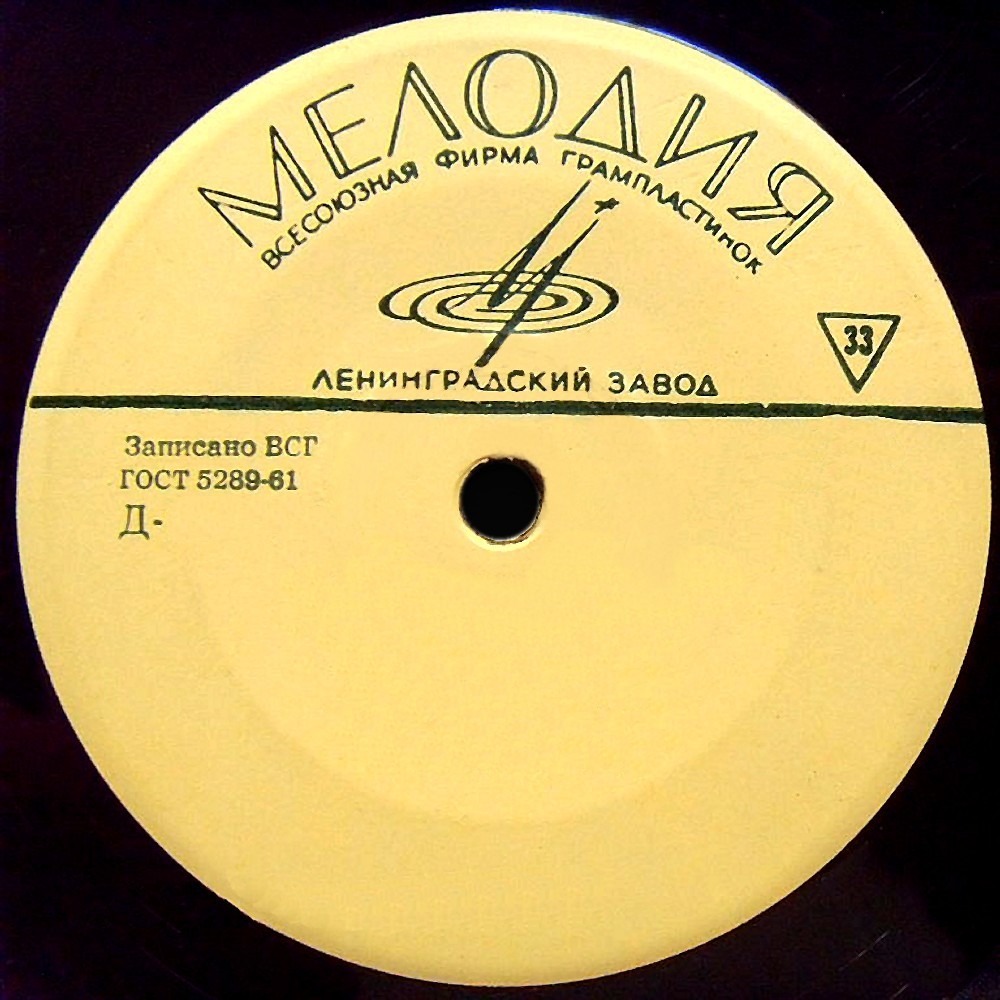 МЕЛОДИЯ
ВСЕСОЮЗНАЯ ФИРМА ГРАМПЛАСТИНОК
33
ЛЕНИНГРАДСКИЙ ЗАВОД
Записано ВСГ
ГОСТ 5289-61
Д-